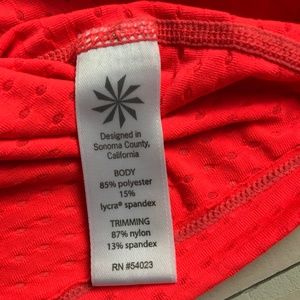 Designed in
Sonoma County,
California
BODY
85% polyester
15%
lycra® spandex
TRIMMING
87% nylon
13% spandex
RN #54023